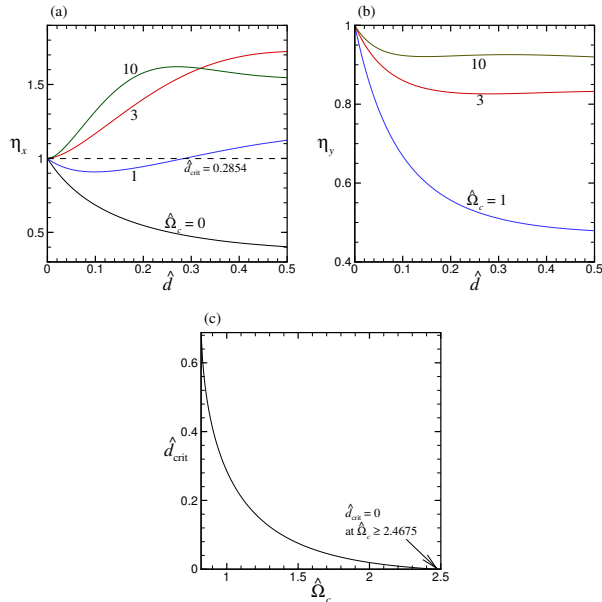 (a)
η_x
1.5
1
0.5
10
3
1
d̂_crit = 0.2854
Ω̂_c = 0
0 0.1 0.2 0.3 0.4 0.5
d̂
(b)
η_y
1
0.8
0.6
0.4
10
3
Ω̂_c = 1
0 0.1 0.2 0.3 0.4 0.5
d̂
(c)
d̂_crit
0.6
0.4
0.2
0
d̂_crit = 0
at Ω̂_c ≥ 2.4675
1 1.5 2 2.5
Ω̂_c